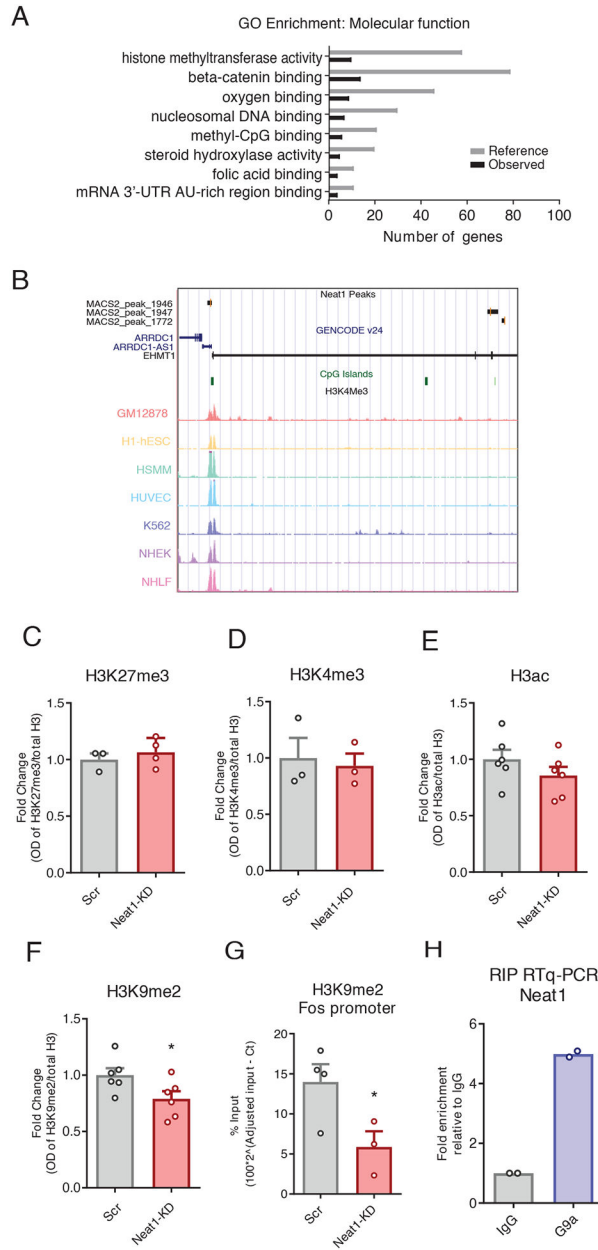 A
GO Enrichment: Molecular function
histone methyltransferase activity
beta-catenin binding
oxygen binding
nucleosomal DNA binding
methyl-CpG binding
steroid hydroxylase activity
folic acid binding
mRNA 3'-UTR AU-rich region binding
Reference
Observed
0 20 40 60 80 100
Number of genes
B
Neat1 Peaks
MACS2_peak_1946
MACS2_peak_1947
MACS2_peak_1772
GENCODE v24
ARRDC1
ARRDC1-AS1
EHMT1
CpG Islands
H3K4Me3
GM12878
H1-hESC
HSMM
HUVEC
K562
NHEK
NHLF
C
H3K27me3
Fold Change
(OD of H3K27me3/total H3)
1.5
1.0
0.5
0.0
Scr
Neat1-KD
D
H3K4me3
Fold Change
(OD of H3K4me3/total H3)
1.5
1.0
0.5
0.0
Scr
Neat1-KD
E
H3ac
Fold Change
(OD of H3ac/total H3)
1.5
1.0
0.5
0.0
Scr
Neat1-KD
F
H3K9me2
Fold Change
(OD of H3K9me2/total H3)
1.5
1.0
0.5
0.0
*
Scr
Neat1-KD
G
H3K9me2
Fos promoter
% Input
(100*2^(Adjusted input - Ct)
20
15
10
5
0
*
Scr
Neat1-KD
H
RIP RTq-PCR
Neat1
Fold enrichment
relative to IgG
6
4
2
0
IgG
G9a